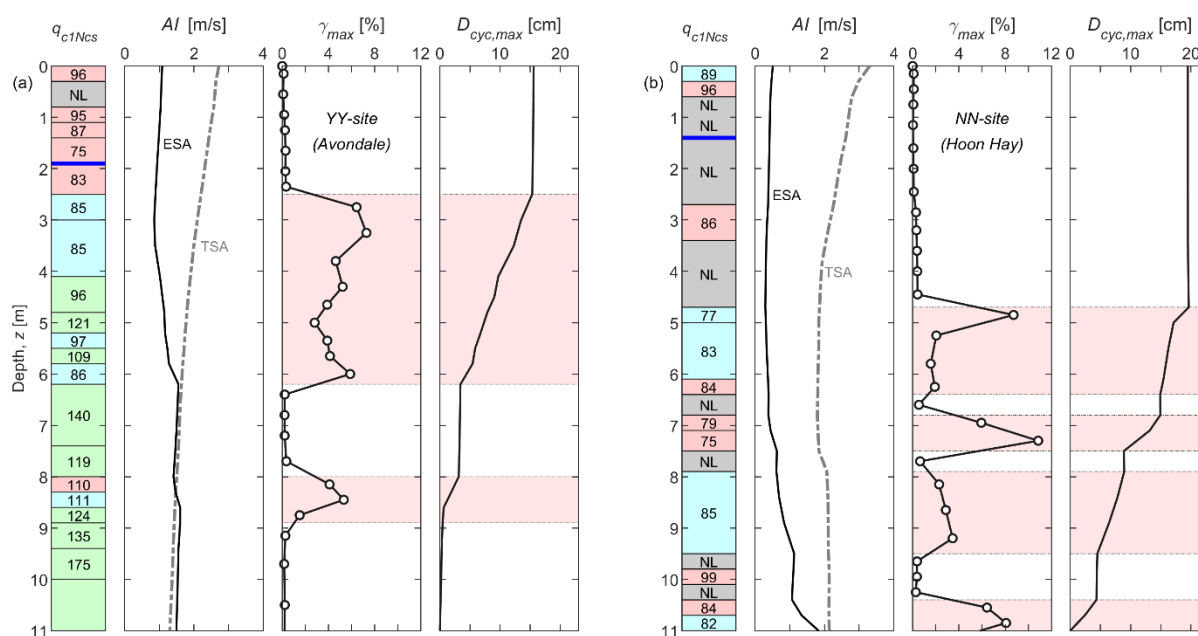 q_c1Ncs AI [m/s] γ_max [%] D_cyc,max [cm]
0 2 4 0 4 8 12 0 10 20
(a)
Depth, z [m]
0
1
2
3
4
5
6
7
8
9
10
11
96
NL
95
87
75
83
85
85
96
121
97
109
86
140
119
110
111
124
135
175
ESA
TSA
YY-site
(Avondale)
q_c1Ncs AI [m/s] γ_max [%] D_cyc,max [cm]
0 2 4 0 4 8 12 0 10 20
(b)
0
1
2
3
4
5
6
7
8
9
10
11
89
96
NL
NL
NL
86
NL
77
83
84
NL
79
75
NL
85
NL
99
NL
84
82
ESA
TSA
NN-site
(Hoon Hay)